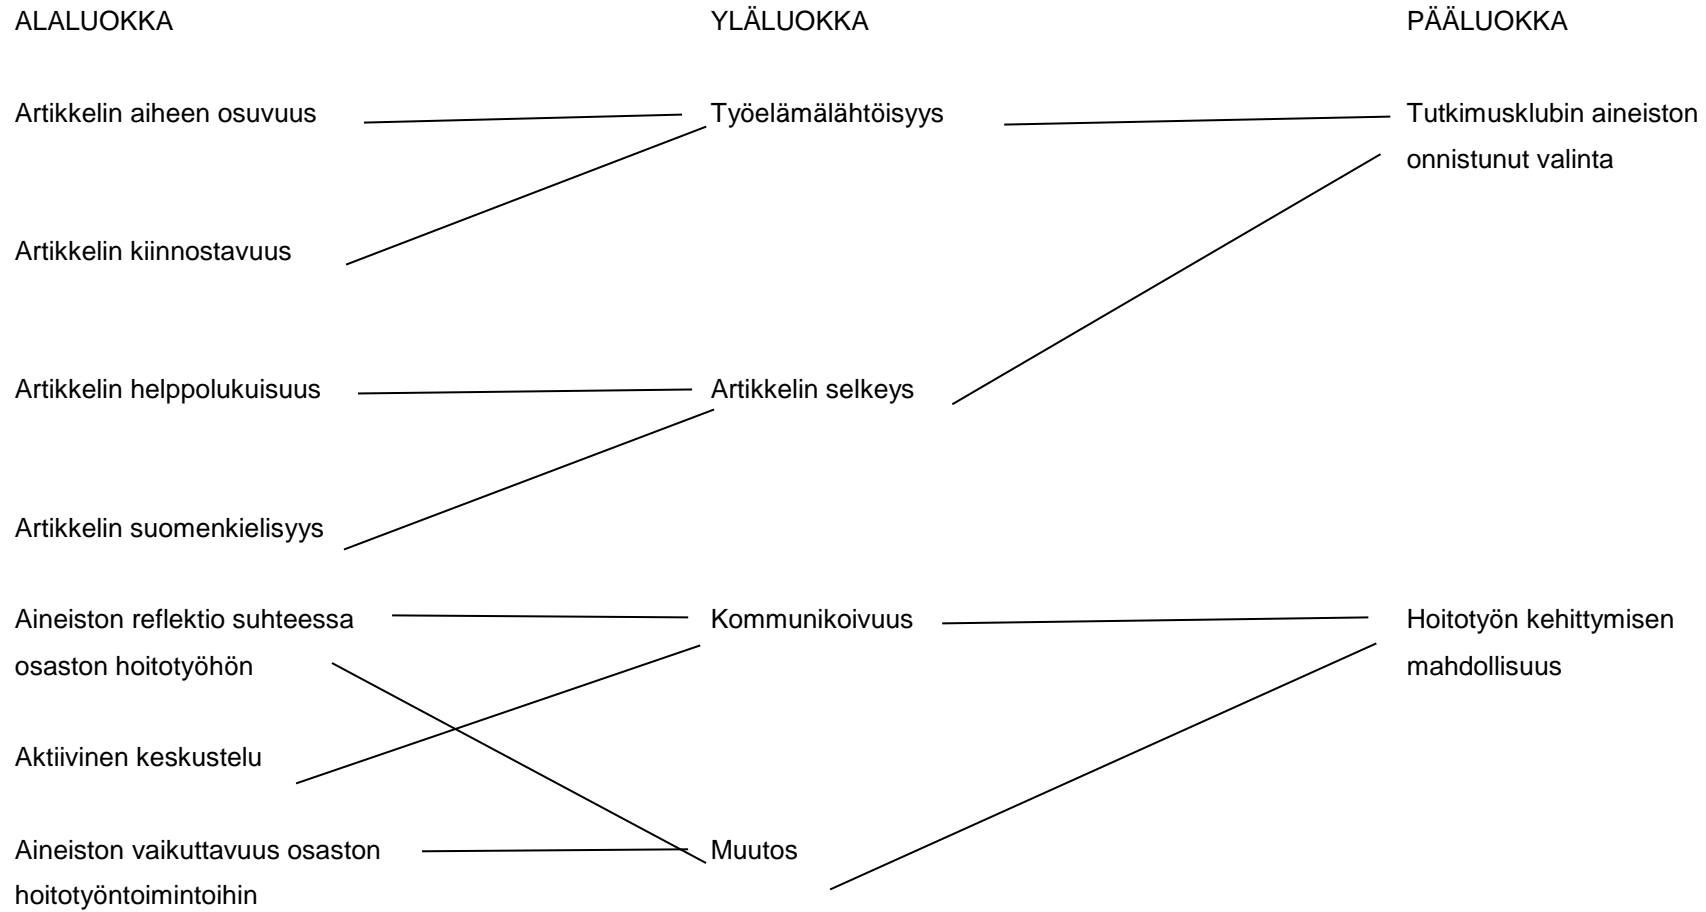 ALALUOKKA YLÄLUOKKA PÄÄLUOKKA
Artikkelin aiheen osuvuus Työelämälähtöisyys Tutkimusklubin aineiston
onnistunut valinta
Artikkelin kiinnostavuus
Artikkelin helppolukuisuus Artikkelin selkeys
Artikkelin suomenkielisyys
Aineiston reflektio suhteessa Kommunikoivuus Hoitotyön kehittymisen
osaston hoitotyöhön mahdollisuus
Aktiivinen keskustelu
Aineiston vaikuttavuus osaston Muutos
hoitotyöntoimintoihin